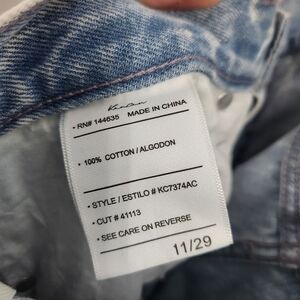 KanCan
• RN# 144635 MADE IN CHINA
• 100% COTTON / ALGODON
• STYLE / ESTILO # KC7374AC
• CUT # 41113
• SEE CARE ON REVERSE
11/29